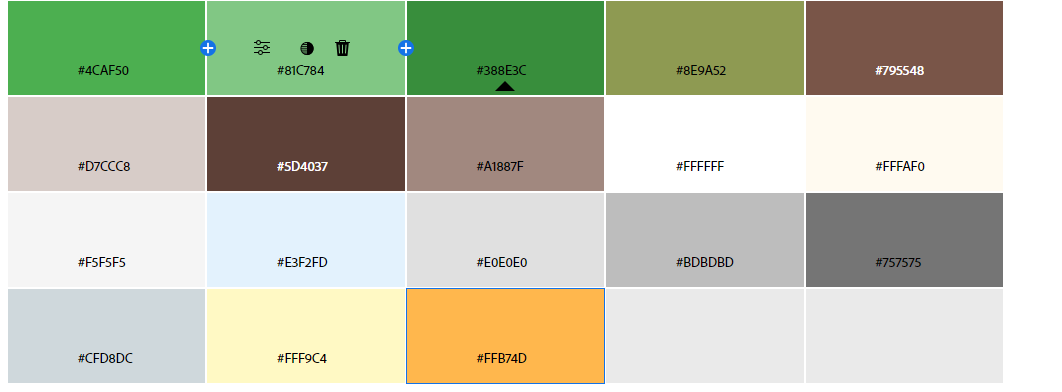 #4CAF50
#81C784
#388E3C
#8E9A52
#795548
#D7CCC8
#5D4037
#A1887F
#FFFFFF
#FFFAF0
#F5F5F5
#E3F2FD
#E0E0E0
#BDBDBD
#757575
#CFD8DC
#FFF9C4
#FFB74D